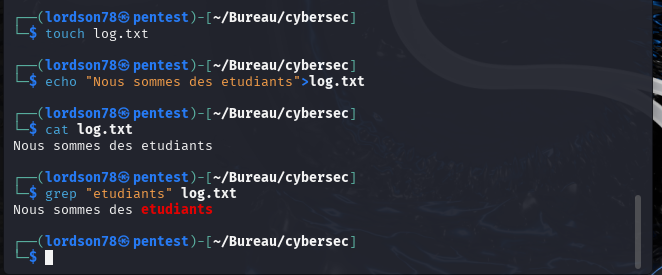 ┌──(lordson78㉿pentest)-[~/Bureau/cybersec]
└─$ touch log.txt
┌──(lordson78㉿pentest)-[~/Bureau/cybersec]
└─$ echo "Nous sommes des etudiants">log.txt
┌──(lordson78㉿pentest)-[~/Bureau/cybersec]
└─$ cat log.txt
Nous sommes des etudiants
┌──(lordson78㉿pentest)-[~/Bureau/cybersec]
└─$ grep "etudiants" log.txt
Nous sommes des etudiants
┌──(lordson78㉿pentest)-[~/Bureau/cybersec]
└─$